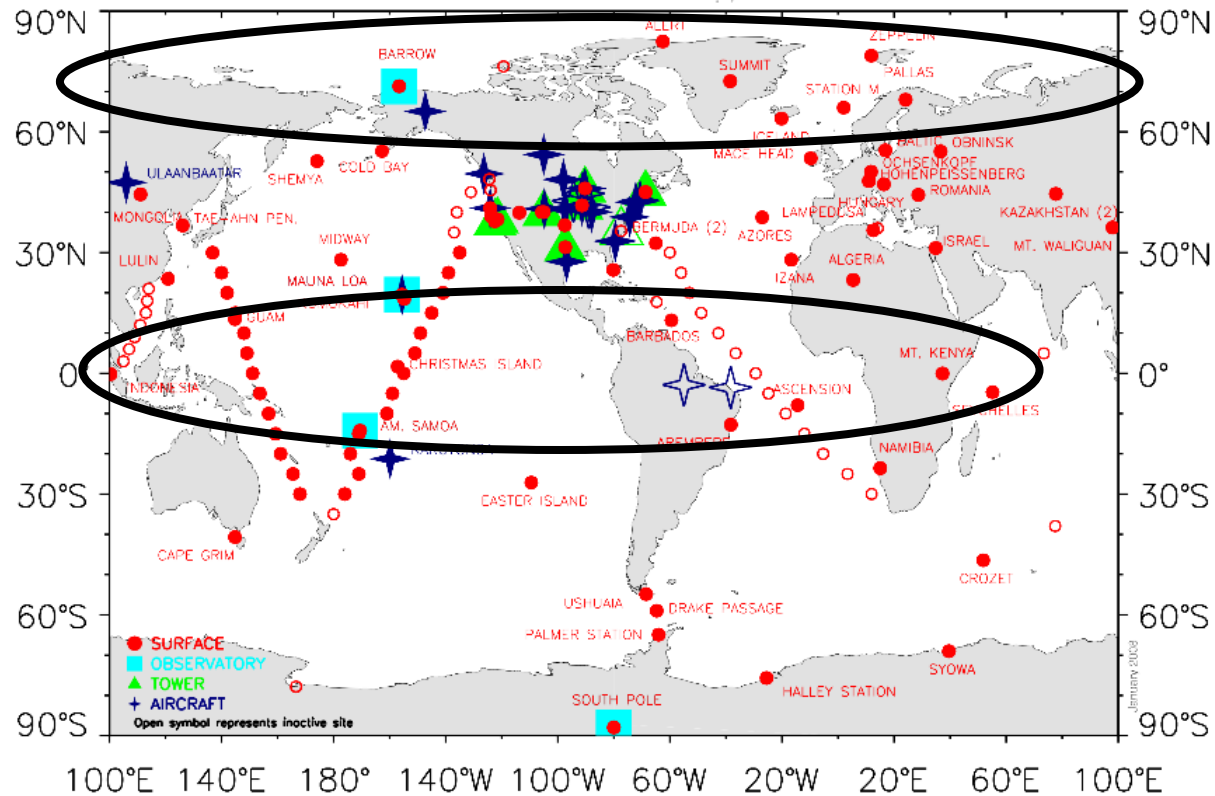 90°N
60°N
30°N
0°
30°S
60°S
90°S
90°N
60°N
30°N
0°
30°S
60°S
90°S
ALERT
ZEPPELIN
BARROW
SUMMIT
PALLAS
STATION M
ICELAND
MACE HEAD
BALTIC
OBNINSK
COLD BAY
SHEMYA
ULAANBAATAR
OCHSENKOPF
HOHENPEISSENBERG
ROMANIA
HUNGARY
MONGOLIA
TAE-AHN PEN.
LAMPEDUSA
KAZAKHSTAN (2)
BERMUDA (2)
AZORES
MIDWAY
ISRAEL
MT. WALIGUAN
LULIN
ALGERIA
MAUNA LOA
IZANA
GUAM
BARBADOS
CHRISTMAS ISLAND
MT. KENYA
INDONESIA
ASCENSION
SEYCHELLES
AM. SAMOA
NAMIBIA
EASTER ISLAND
CAPE GRIM
CROZET
USHUAIA
DRAKE PASSAGE
PALMER STATION
SYOWA
HALLEY STATION
SOUTH POLE
SURFACE
OBSERVATORY
TOWER
AIRCRAFT
Open symbol represents inactive site
100°E
140°E
180°
140°W
100°W
60°W
20°W
20°E
60°E
100°E